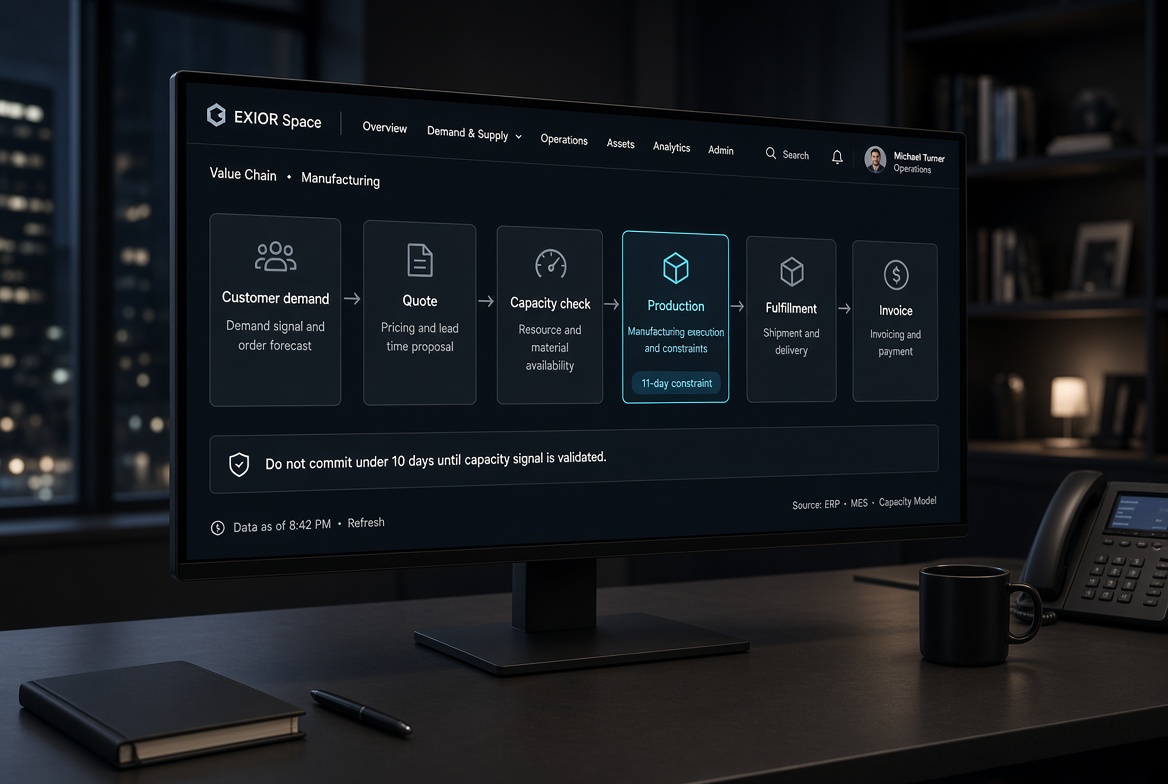 EXIOR Space
Overview
Demand & Supply
Operations
Assets
Analytics
Admin
Search
Michael Turner
Operations
Value Chain • Manufacturing
Customer demand
Demand signal and
order forecast
Quote
Pricing and lead
time proposal
Capacity check
Resource and
material
availability
Production
Manufacturing execution
and constraints
11-day constraint
Fulfillment
Shipment and
delivery
Invoice
$
Invoicing and
payment
Do not commit under 10 days until capacity signal is validated.
Data as of 8:42 PM • Refresh
Source: ERP • MES • Capacity Model